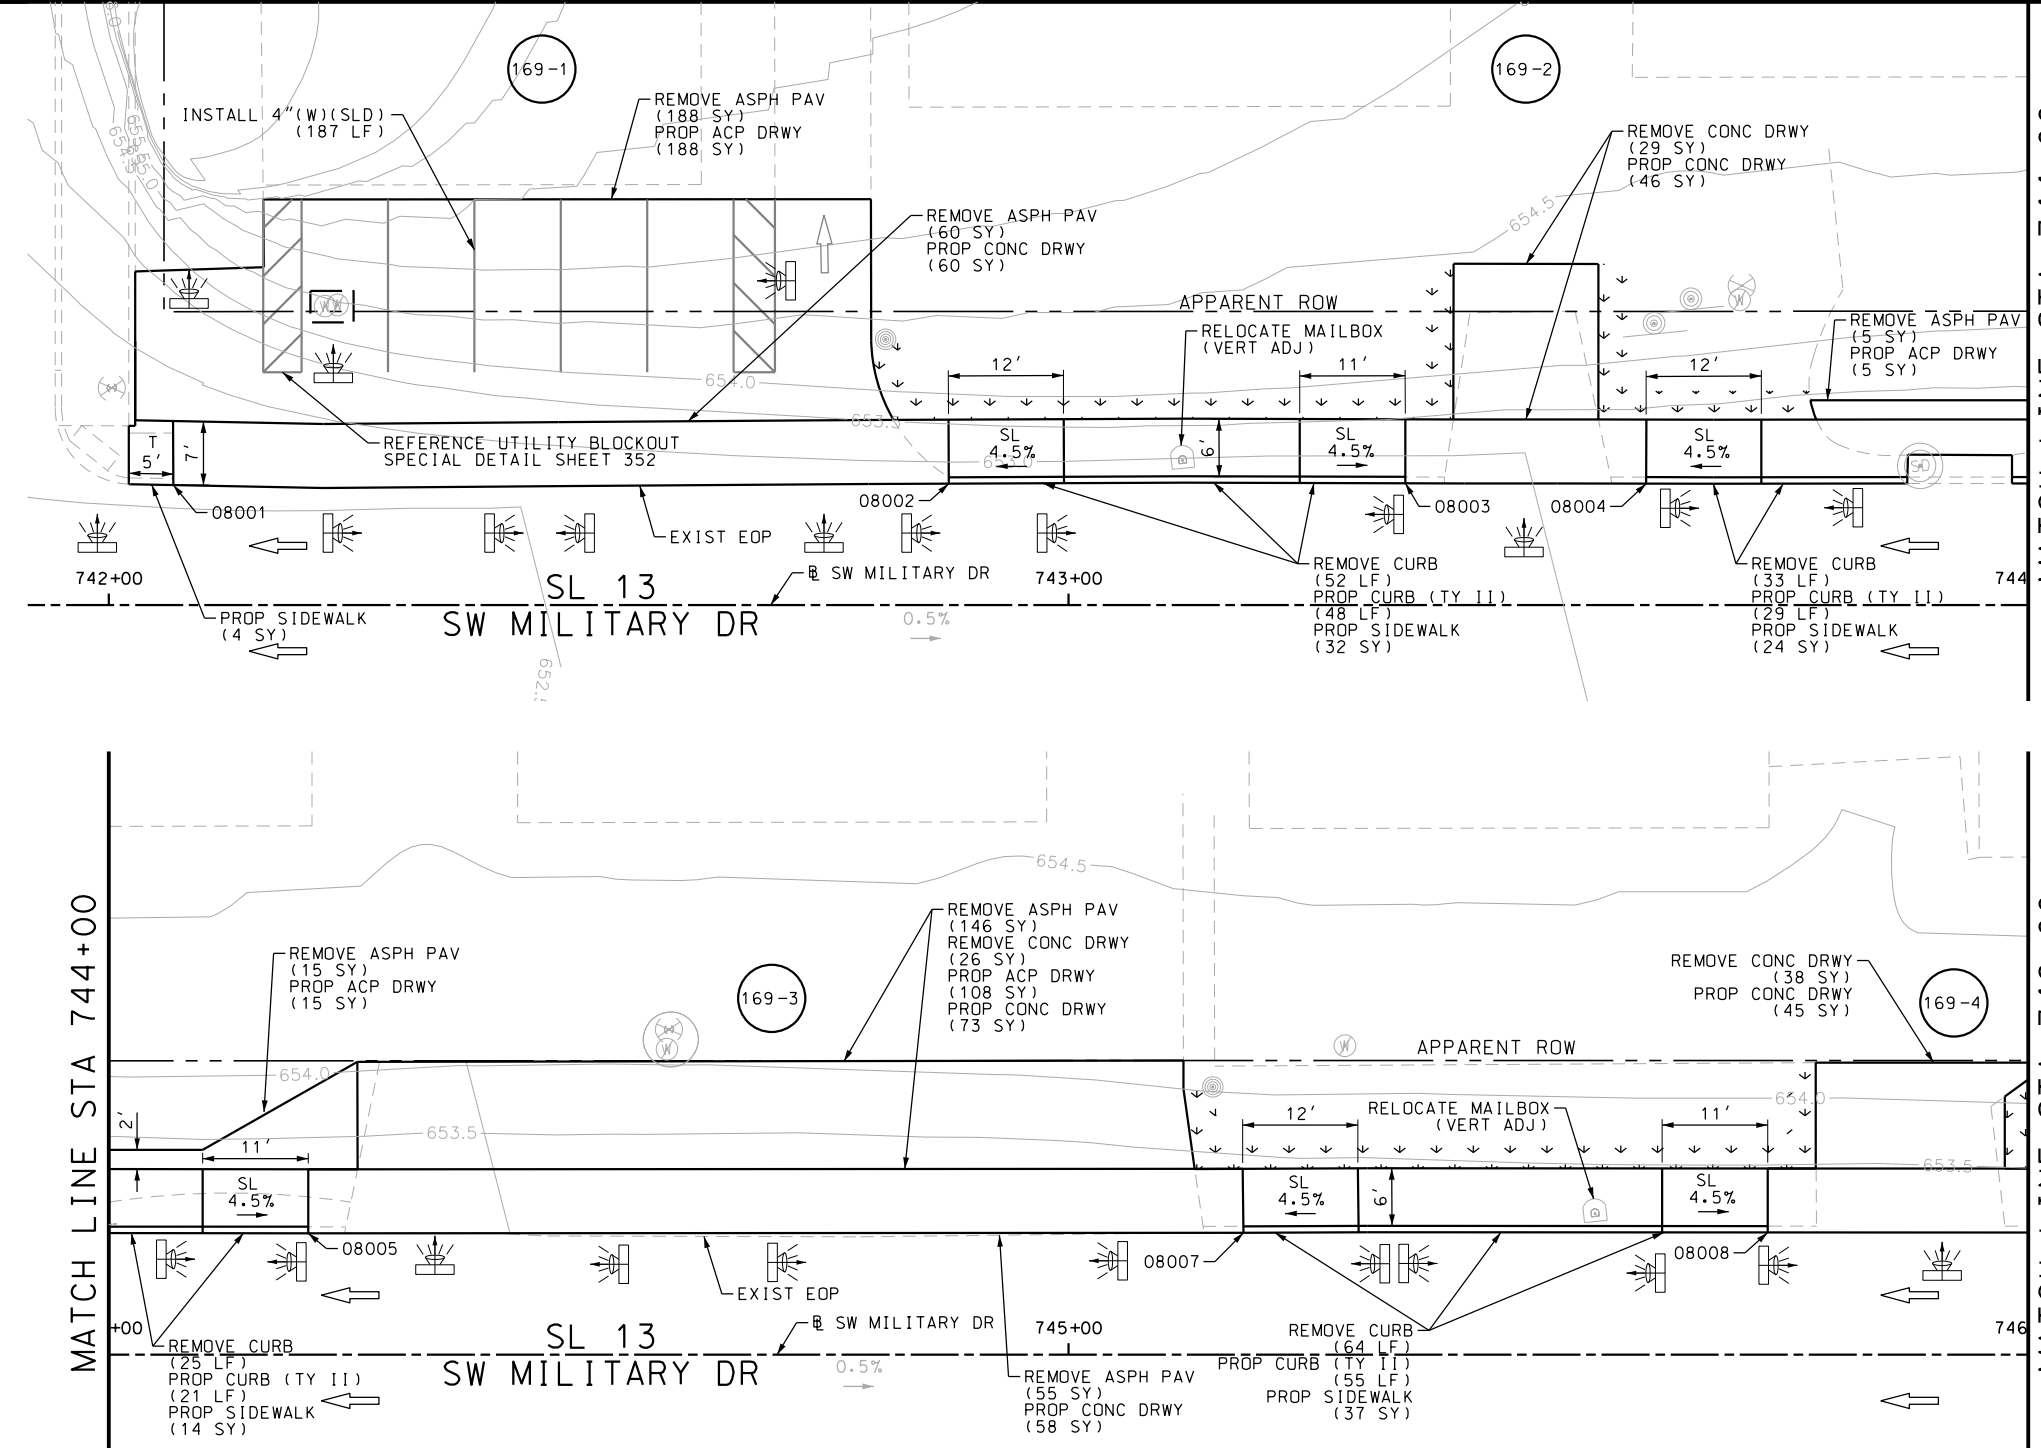 169-1
169-2
INSTALL 4"(W)(SLD)
(187 LF)
REMOVE ASPH PAV
(188 SY)
PROP ACP DRWY
(188 SY)
REMOVE CONC DRWY
(29 SY)
PROP CONC DRWY
(46 SY)
654.5
REMOVE ASPH PAV
(60 SY)
PROP CONC DRWY
(60 SY)
APPARENT ROW
RELOCATE MAILBOX
(VERT ADJ)
REMOVE ASPH PAV
(5 SY)
PROP ACP DRWY
(5 SY)
654.0
12'
11'
12'
T
5'
7'
REFERENCE UTILITY BLOCKOUT
SPECIAL DETAIL SHEET 352
SL
4.5%
6'
SL
4.5%
SL
4.5%
653.0
SD
08001
08002
08003
08004
EXIST EOP
742+00
SL 13
SW MILITARY DR
B SW MILITARY DR
743+00
744
0.5%
PROP SIDEWALK
(4 SY)
REMOVE CURB
(52 LF)
PROP CURB (TY II)
(48 LF)
PROP SIDEWALK
(32 SY)
REMOVE CURB
(33 LF)
PROP CURB (TY II)
(29 LF)
PROP SIDEWALK
(24 SY)
MATCH LINE STA 744+00
654.5
REMOVE ASPH PAV
(15 SY)
PROP ACP DRWY
(15 SY)
169-3
REMOVE ASPH PAV
(146 SY)
REMOVE CONC DRWY
(26 SY)
PROP ACP DRWY
(108 SY)
PROP CONC DRWY
(73 SY)
REMOVE CONC DRWY
(38 SY)
PROP CONC DRWY
(45 SY)
169-4
W
W
APPARENT ROW
654.0
654.0
653.5
653.5
2'
11'
12'
11'
RELOCATE MAILBOX
(VERT ADJ)
SL
4.5%
SL
4.5%
6'
SL
4.5%
08005
08007
08008
EXIST EOP
+00
SL 13
SW MILITARY DR
B SW MILITARY DR
745+00
746
0.5%
REMOVE CURB
(25 LF)
PROP CURB (TY II)
(21 LF)
PROP SIDEWALK
(14 SY)
REMOVE ASPH PAV
(55 SY)
PROP CONC DRWY
(58 SY)
REMOVE CURB
(64 LF)
PROP CURB (TY II)
(55 LF)
PROP SIDEWALK
(37 SY)